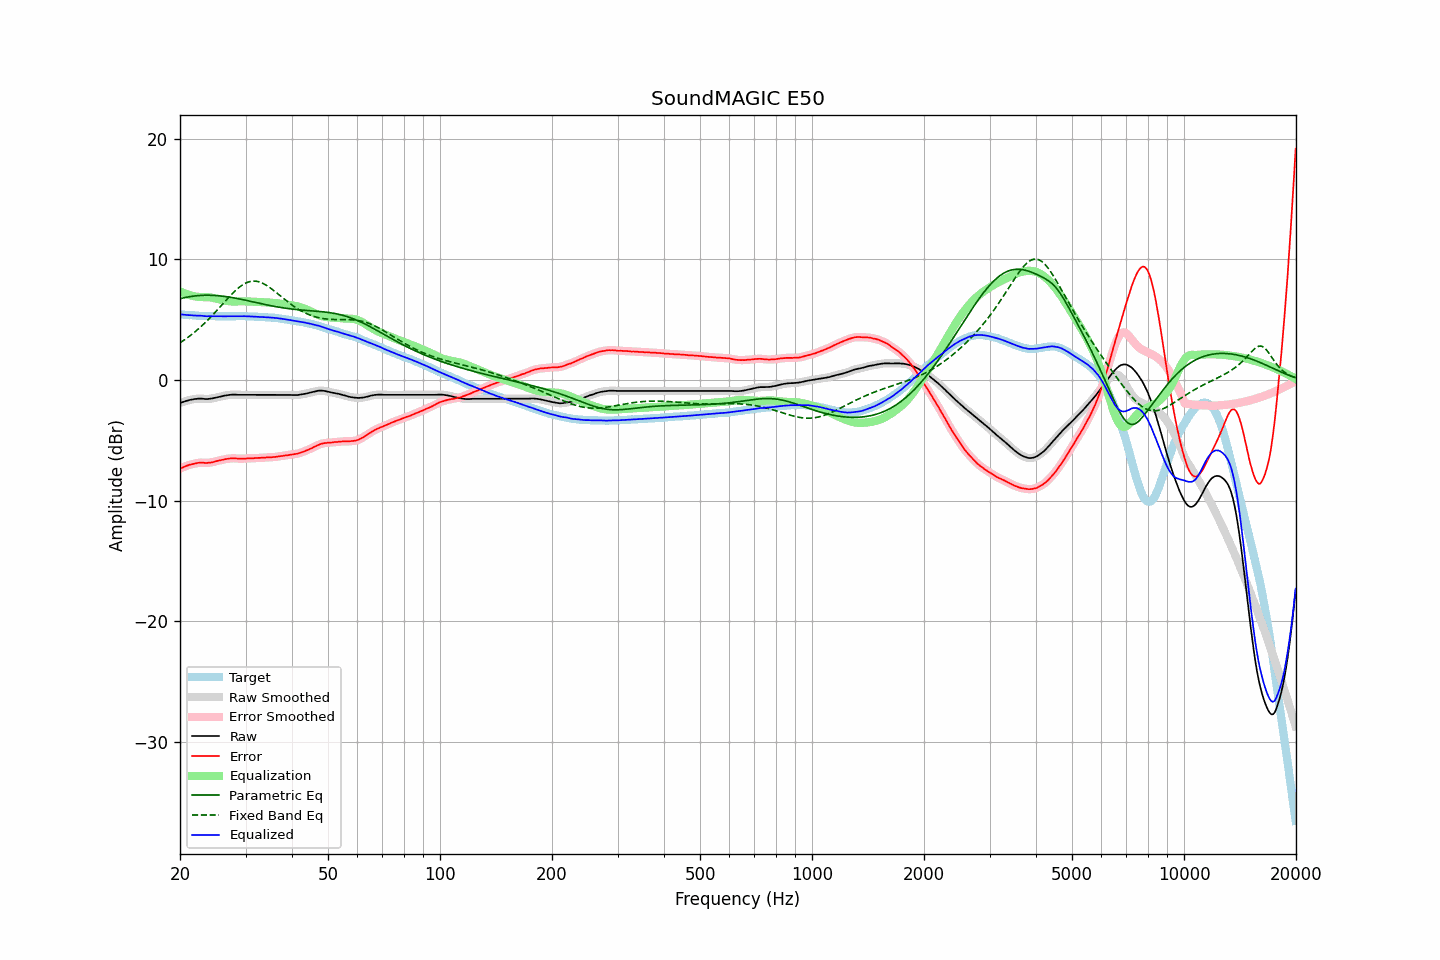 SoundMAGIC E50
Amplitude (dBr)
20
10
0
−10
−20
−30
Target
Raw Smoothed
Error Smoothed
Raw
Error
Equalization
Parametric Eq
Fixed Band Eq
Equalized
20 50 100 200 500 1000 2000 5000 10000 20000
Frequency (Hz)